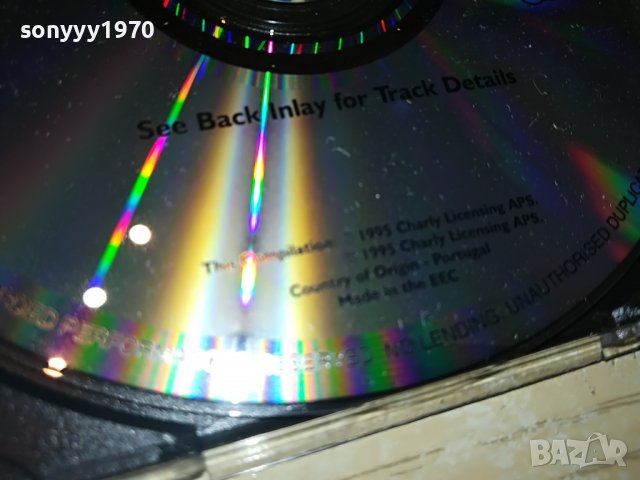 sonyyy1970
See Back Inlay for Track Details
This Compilation 1995 Charly Licensing APS.
1995 Charly Licensing APS.
Country of Origin - Portugal
Made in the EEC
NO LENDING. UNAUTHORISED
BAZAR